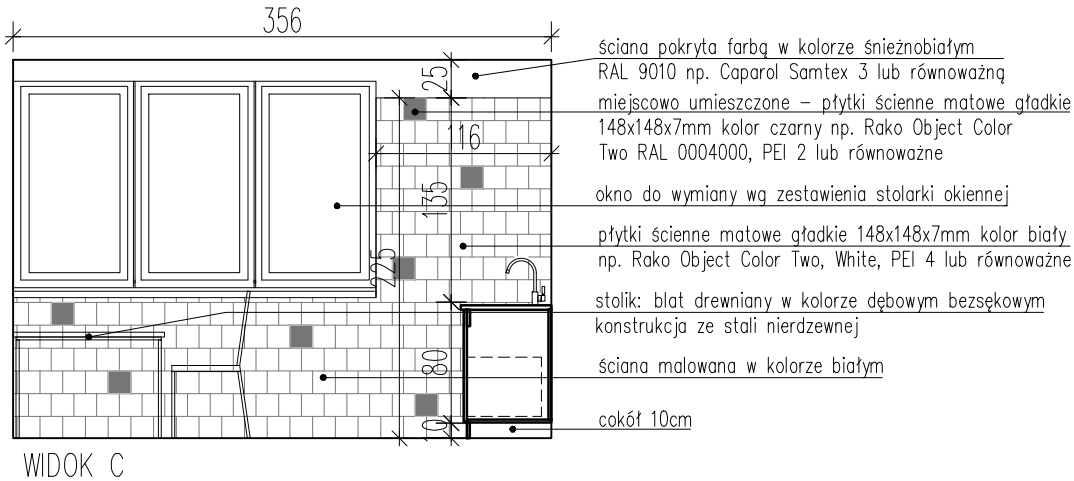 356
25
116
135
225
80
10
ściana pokryta farbą w kolorze śnieżnobiałym
RAL 9010 np. Caparol Samtex 3 lub równoważną
miejscowo umieszczone – płytki ścienne matowe gładkie
148x148x7mm kolor czarny np. Rako Object Color
Two RAL 0004000, PEI 2 lub równoważne
okno do wymiany wg zestawienia stolarki okiennej
płytki ścienne matowe gładkie 148x148x7mm kolor biały
np. Rako Object Color Two, White, PEI 4 lub równoważne
stolik: blat drewniany w kolorze dębowym bezsękowym
konstrukcja ze stali nierdzewnej
ściana malowana w kolorze białym
cokół 10cm
WIDOK C